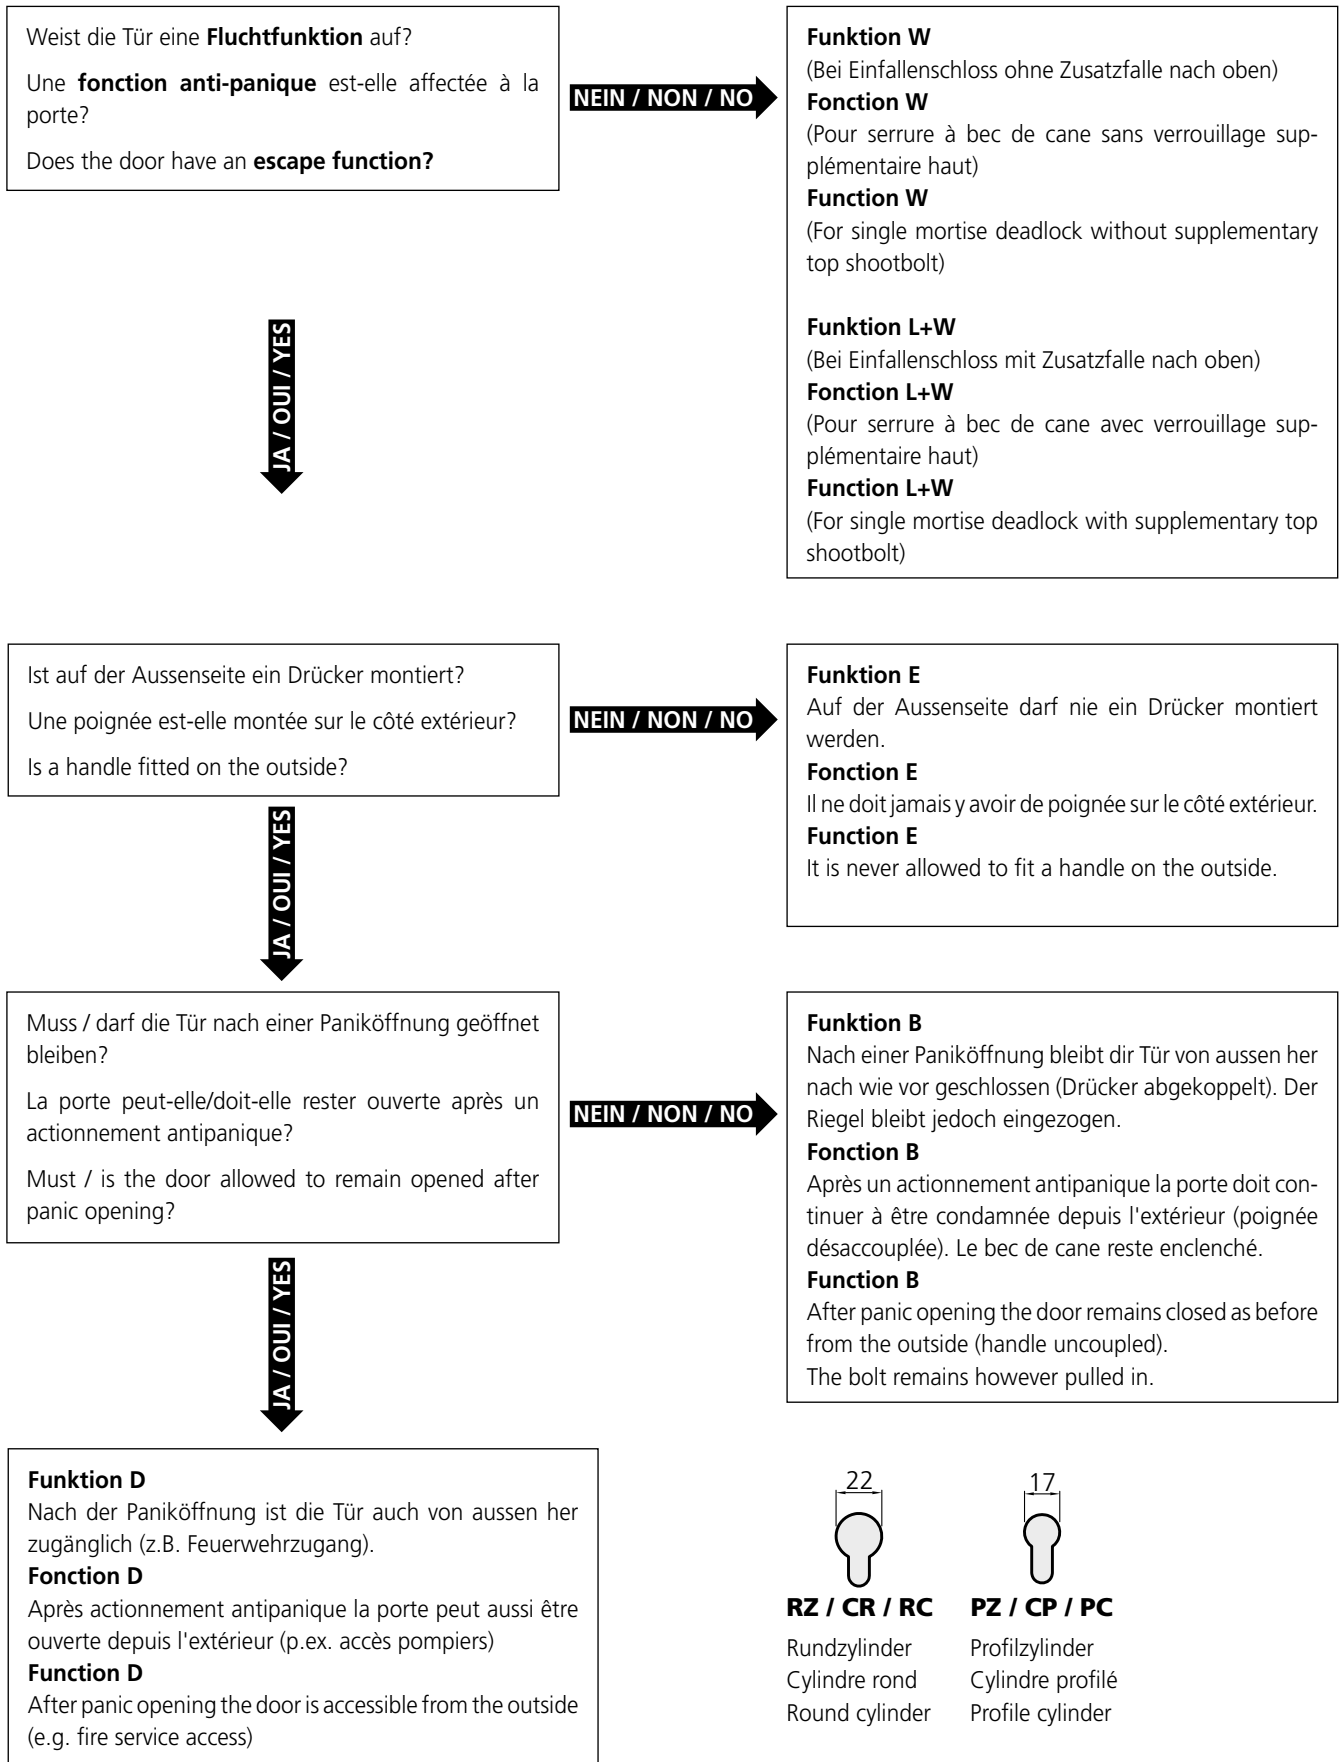 Weist die Tür eine Fluchtfunktion auf?
Une fonction anti-panique est-elle affectée à la
porte?
Does the door have an escape function?
NEIN / NON / NO
Funktion W
(Bei Einfallenschloss ohne Zusatzfalle nach oben)
Fonction W
(Pour serrure à bec de cane sans verrouillage sup-
plémentaire haut)
Function W
(For single mortise deadlock without supplementary
top shootbolt)
Funktion L+W
(Bei Einfallenschloss mit Zusatzfalle nach oben)
Fonction L+W
(Pour serrure à bec de cane avec verrouillage sup-
plémentaire haut)
Function L+W
(For single mortise deadlock with supplementary top
shootbolt)
JA / OUI / YES
Ist auf der Aussenseite ein Drücker montiert?
Une poignée est-elle montée sur le côté extérieur?
Is a handle fitted on the outside?
NEIN / NON / NO
Funktion E
Auf der Aussenseite darf nie ein Drücker montiert
werden.
Fonction E
Il ne doit jamais y avoir de poignée sur le côté extérieur.
Function E
It is never allowed to fit a handle on the outside.
JA / OUI / YES
Muss / darf die Tür nach einer Paniköffnung geöffnet
bleiben?
La porte peut-elle/doit-elle rester ouverte après un
actionnement antipanique?
Must / is the door allowed to remain opened after
panic opening?
NEIN / NON / NO
Funktion B
Nach einer Paniköffnung bleibt dir Tür von aussen her
nach wie vor geschlossen (Drücker abgekoppelt). Der
Riegel bleibt jedoch eingezogen.
Fonction B
Après un actionnement antipanique la porte doit con-
tinuer à être condamnée depuis l'extérieur (poignée
désaccouplée). Le bec de cane reste enclenché.
Function B
After panic opening the door remains closed as before
from the outside (handle uncoupled).
The bolt remains however pulled in.
JA / OUI / YES
Funktion D
Nach der Paniköffnung ist die Tür auch von aussen her
zugänglich (z.B. Feuerwehrzugang).
Fonction D
Après actionnement antipanique la porte peut aussi être
ouverte depuis l'extérieur (p.ex. accès pompiers)
Function D
After panic opening the door is accessible from the outside
(e.g. fire service access)
22
RZ / CR / RC
Rundzylinder
Cylindre rond
Round cylinder
17
PZ / CP / PC
Profilzylinder
Cylindre profilé
Profile cylinder